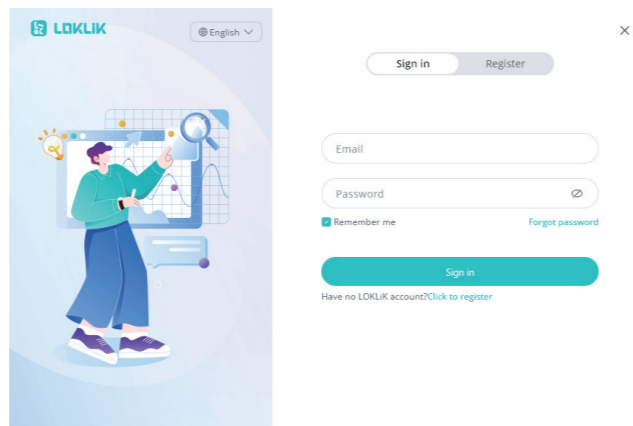 LOKLiK
English
Sign in
Register
Email
Password
Remember me
Forgot password
Sign in
Have no LOKLiK account?Click to register